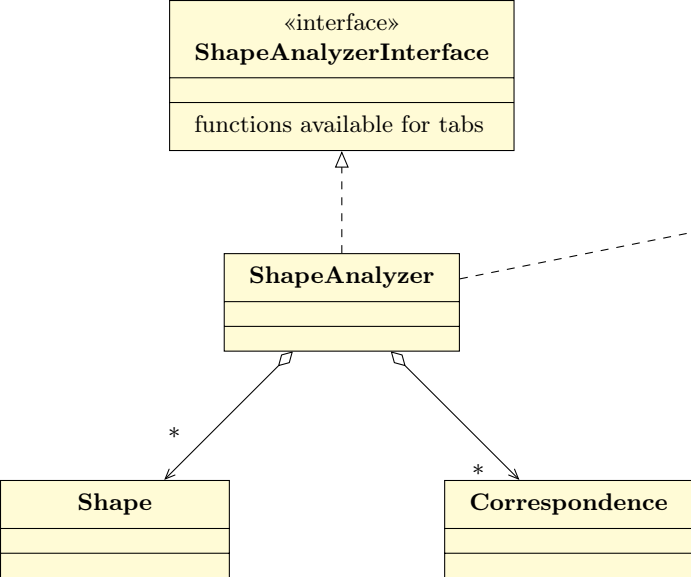 «interface»
ShapeAnalyzerInterface
functions available for tabs
ShapeAnalyzer
*
*
Shape
Correspondence